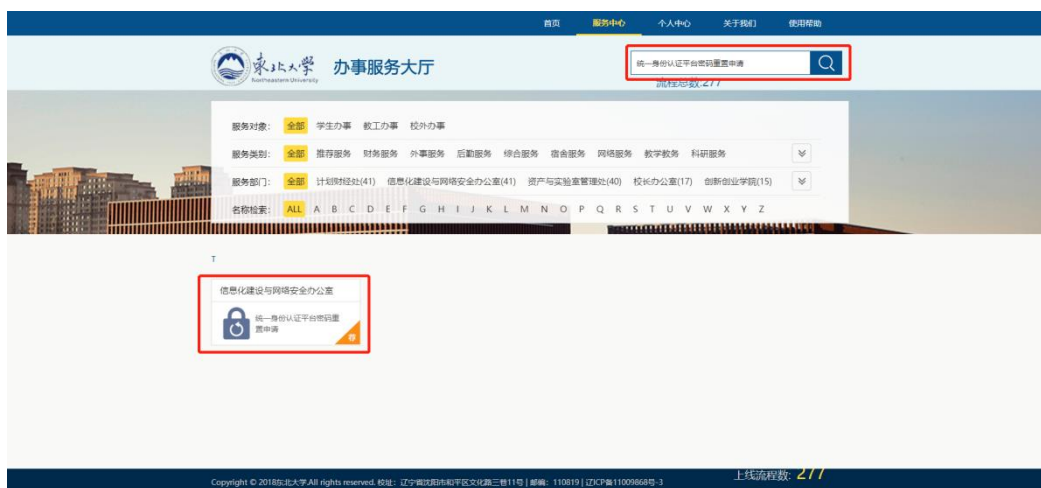 首页 服务中心 个人中心 关于我们 使用帮助
東北大学 办事服务大厅
Northeastern University
统一身份认证平台密码重置申请
流程总数:277
服务对象: 全部 学生办事 教工办事 校外办事
服务类别: 全部 推荐服务 财务服务 外事服务 后勤服务 综合服务 宿舍服务 网络服务 教学教务 科研服务
服务部门: 全部 计划财经处(41) 信息化建设与网络安全办公室(41) 资产与实验室管理处(40) 校长办公室(17) 创新创业学院(15)
名称检索: ALL A B C D E F G H I J K L M N O P Q R S T U V W X Y Z
T
信息化建设与网络安全办公室
统一身份认证平台密码重
置申请
荐
上线流程数: 277
Copyright © 2018东北大学.All rights reserved. 校址: 辽宁省沈阳市和平区文化路三巷11号 | 邮编: 110819 | 辽ICP备11009868号-3